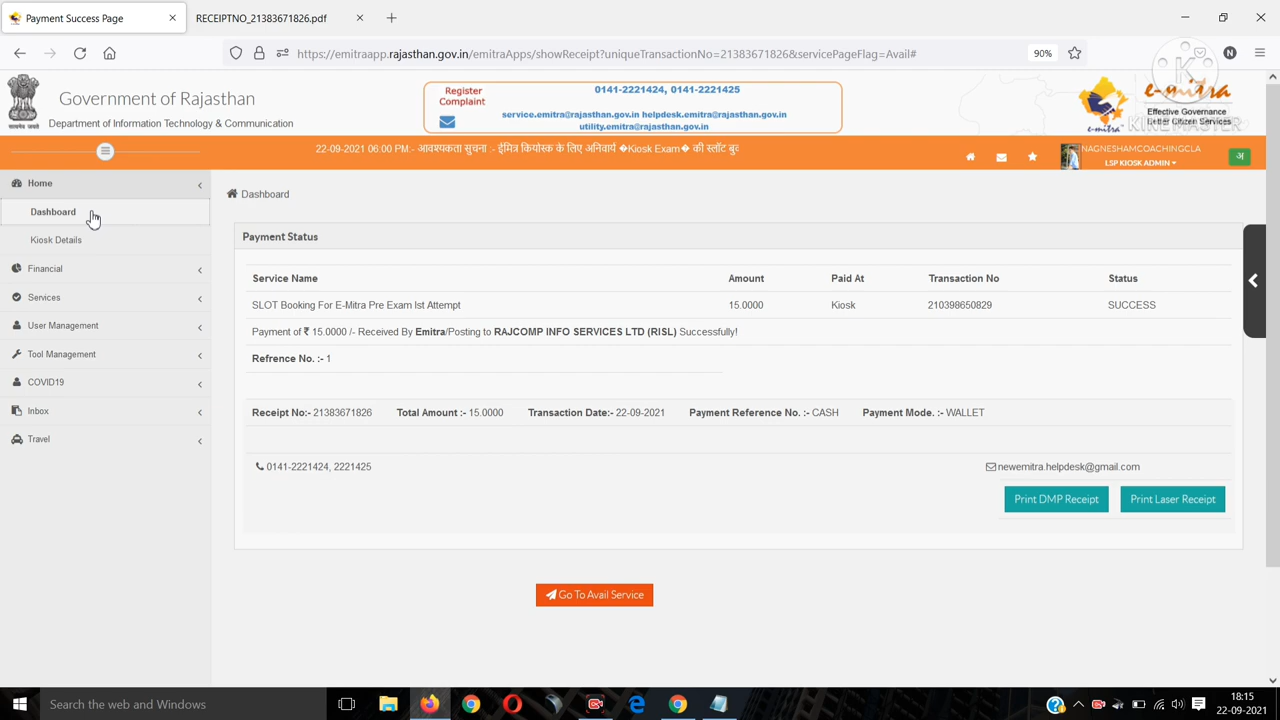 Payment Success Page
RECEIPTNO_21383671826.pdf
https://emitraapp.rajasthan.gov.in/emitraApps/showReceipt?uniqueTransactionNo=21383671826&servicePageFlag=Avail#
90%
N
Government of Rajasthan
Department of Information Technology & Communication
Register Complaint
0141-2221424, 0141-2221425
service.emitra@rajasthan.gov.in helpdesk.emitra@rajasthan.gov.in
utility.emitra@rajasthan.gov.in
e-mitra
e-mitra
Effective Governance
Better Citizen Services
K
KINEMASTER
22-09-2021 06:00 PM:- आवश्यकता सुचना :- ईमित्र कियोस्क के लिए अनिवार्य �Kiosk Exam� की स्लॉट बु
NAGNESHAMCOACHINGCLA
LSP KIOSK ADMIN
अ
Home
Dashboard
Kiosk Details
Financial
Services
User Management
Tool Management
COVID19
Inbox
Travel
Dashboard
Payment Status
Service Name Amount Paid At Transaction No Status
SLOT Booking For E-Mitra Pre Exam Ist Attempt 15.0000 Kiosk 210398650829 SUCCESS
Payment of ₹ 15.0000 /- Received By Emitra/Posting to RAJCOMP INFO SERVICES LTD (RISL) Successfully!
Refrence No. :- 1
Receipt No:- 21383671826 Total Amount :- 15.0000 Transaction Date:- 22-09-2021 Payment Reference No. :- CASH Payment Mode. :- WALLET
0141-2221424, 2221425 newemitra.helpdesk@gmail.com
Print DMP Receipt Print Laser Receipt
Go To Avail Service
Search the web and Windows
18:15
22-09-2021